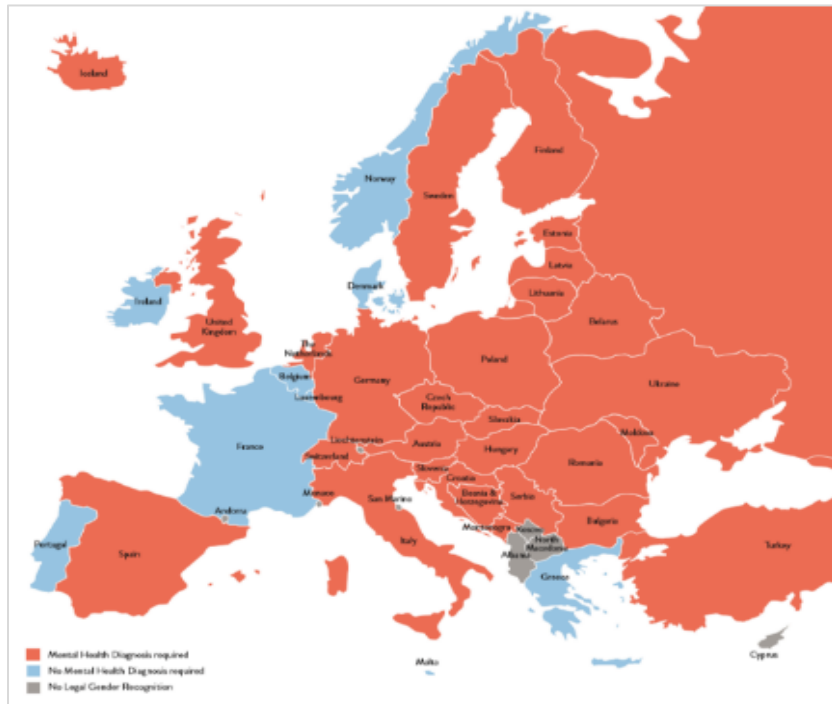 Iceland
Norway
Sweden
Finland
Estonia
Latvia
Lithuania
Denmark
Ireland
United
Kingdom
The
Netherlands
Belgium
Luxembourg
Germany
Poland
Belarus
Ukraine
Czech
Republic
Slovakia
Moldova
France
Liechtenstein
Switzerland
Austria
Hungary
Romania
Slovenia
Croatia
Monaco
San Marino
Bosnia &
Herzegovina
Serbia
Andorra
Portugal
Spain
Italy
Montenegro
Kosovo
Bulgaria
North
Macedonia
Albania
Greece
Turkey
Malta
Cyprus
Mental Health Diagnosis required
No Mental Health Diagnosis required
No Legal Gender Recognition